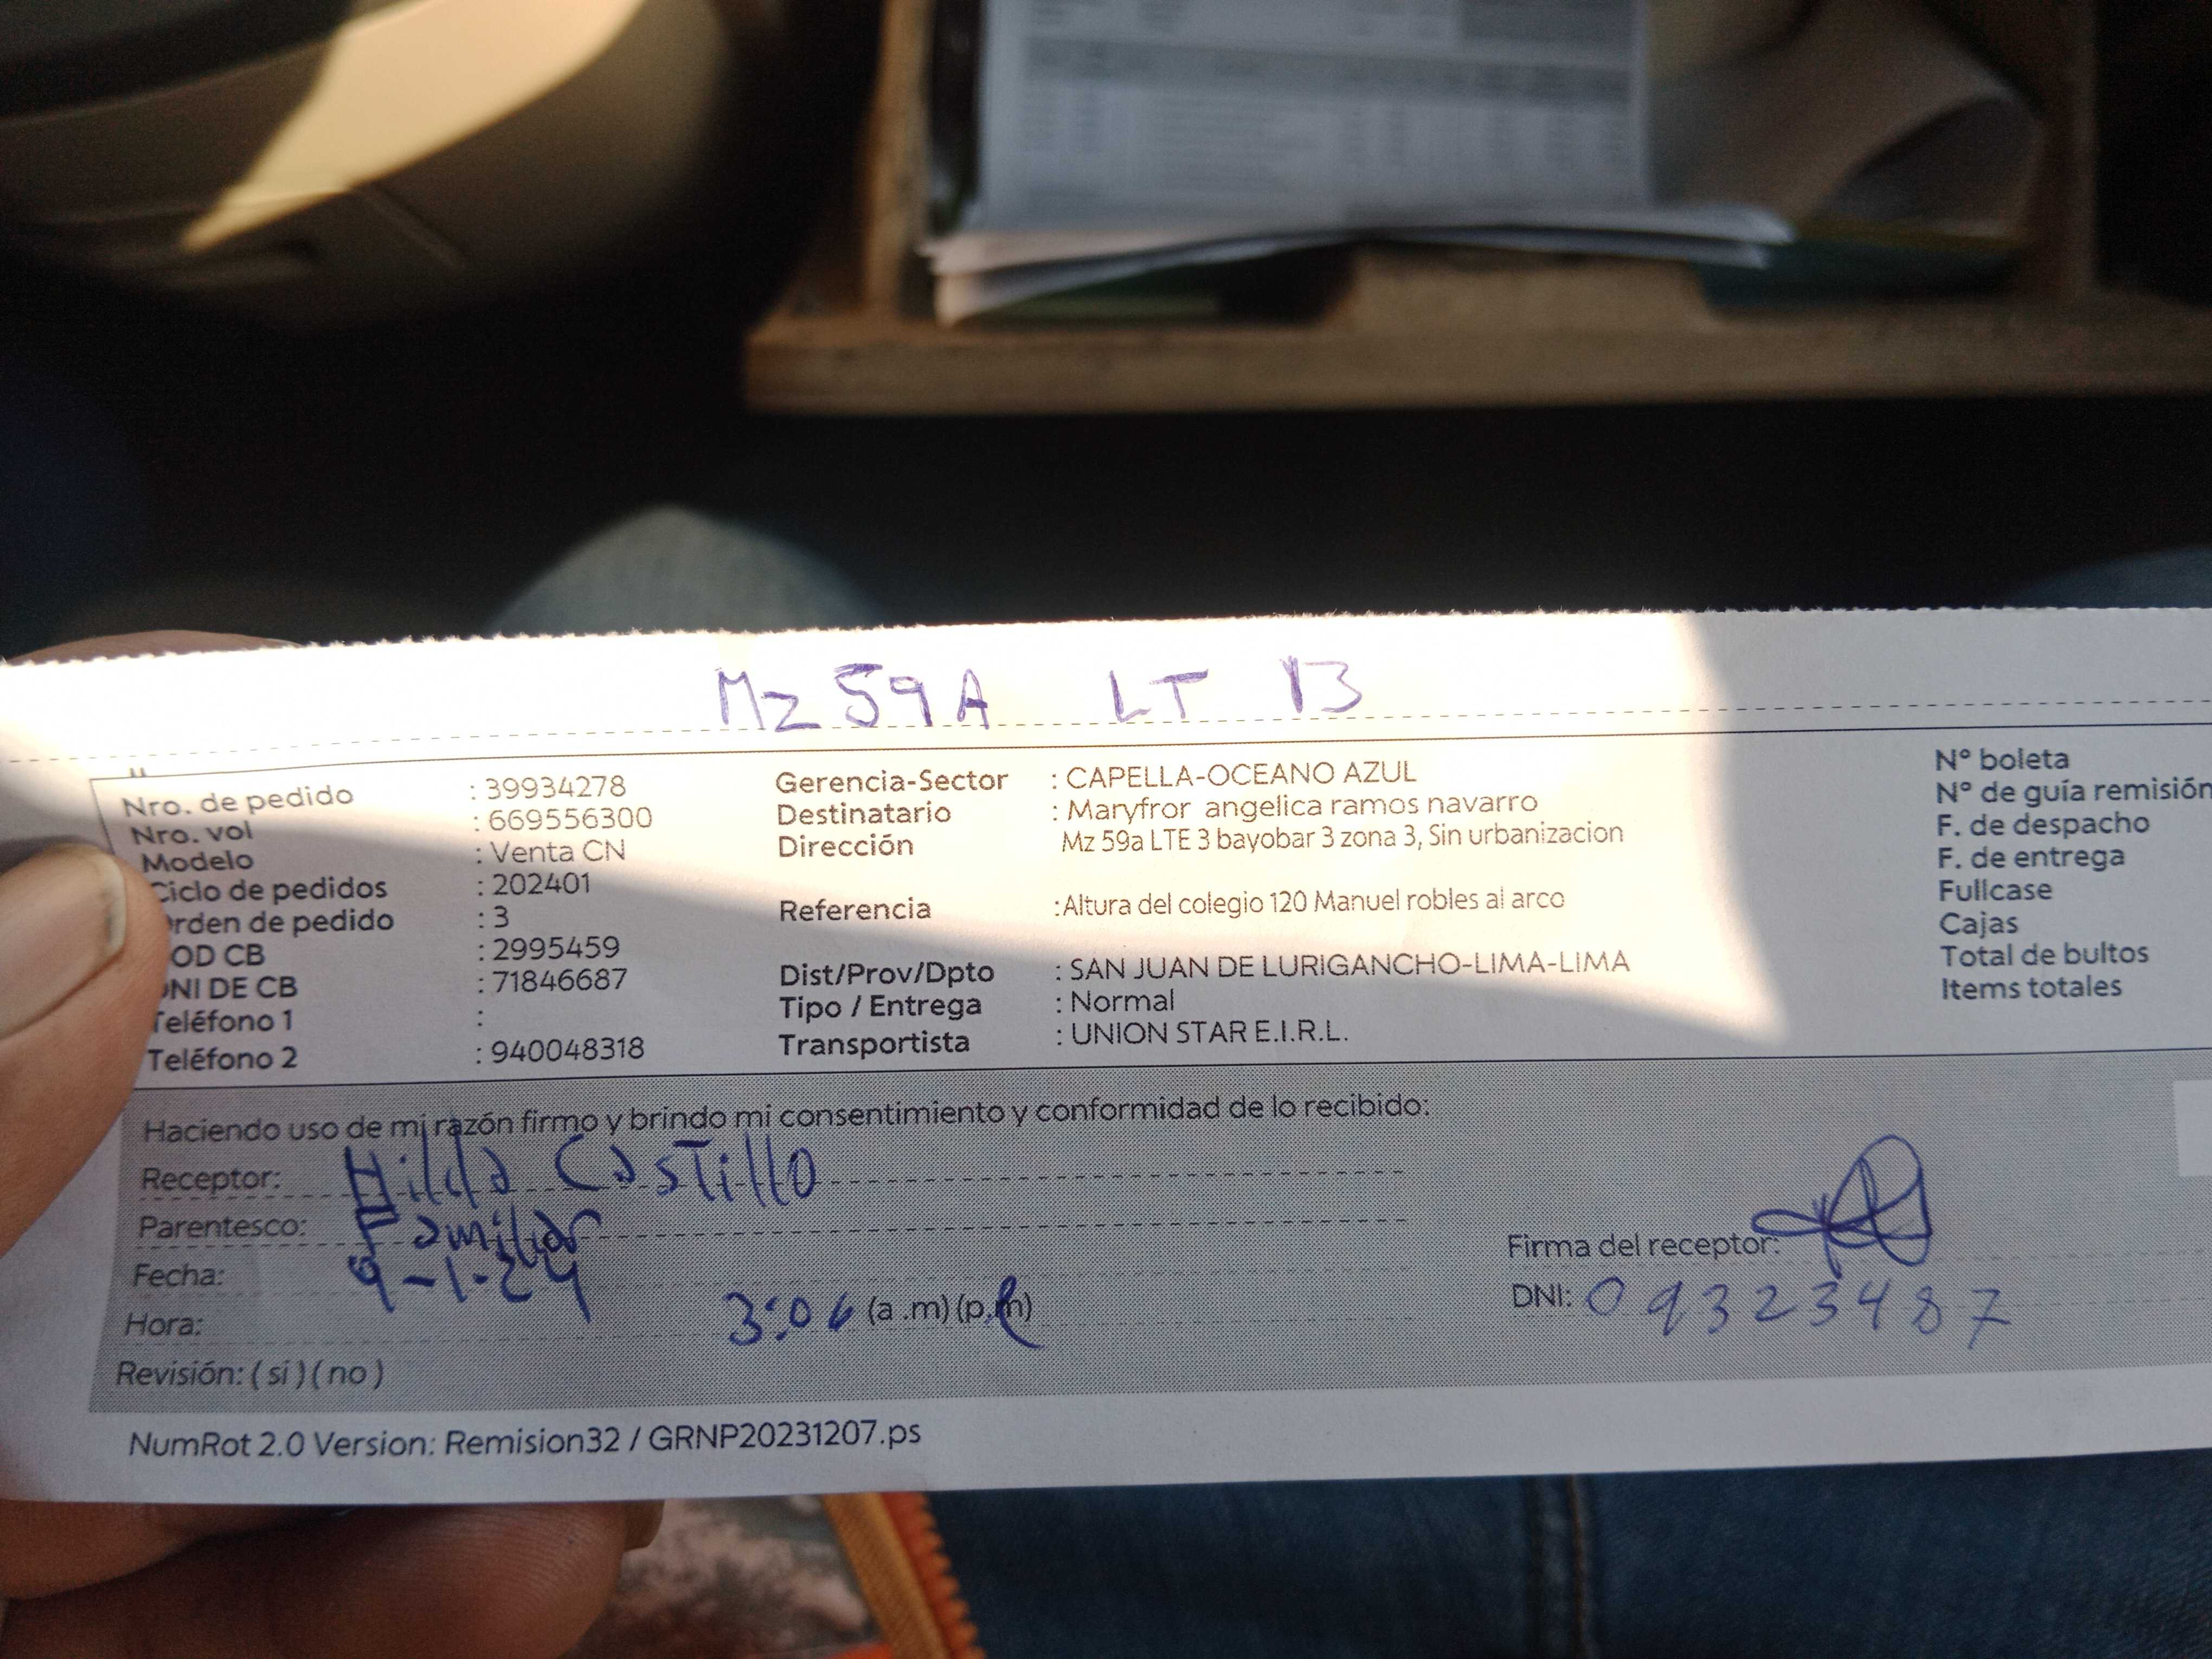 Mz 59A LT 13
Nro. de pedido : 39934278
Nro. vol : 669556300
Modelo : Venta CN
Ciclo de pedidos : 202401
rden de pedido : 3
OD CB : 2995459
NI DE CB : 71846687
Teléfono 1 :
Teléfono 2 : 940048318
Gerencia-Sector : CAPELLA-OCEANO AZUL
Destinatario : Maryfror angelica ramos navarro
Dirección Mz 59a LTE 3 bayobar 3 zona 3, Sin urbanizacion
Referencia :Altura del colegio 120 Manuel robles al arco
Dist/Prov/Dpto : SAN JUAN DE LURIGANCHO-LIMA-LIMA
Tipo / Entrega : Normal
Transportista : UNION STAR E.I.R.L.
Nº boleta
Nº de guía remisión
F. de despacho
F. de entrega
Fullcase
Cajas
Total de bultos
Items totales
Haciendo uso de mi razón firmo y brindo mi consentimiento y conformidad de lo recibido:
Receptor: Hilda Castillo
Parentesco: Familiar
Fecha: 9-1-24
Hora: 3:06 (a .m) (p.m)
Revisión: ( si ) ( no )
Firma del receptor:
DNI: 09323487
NumRot 2.0 Version: Remision32 / GRNP20231207.ps